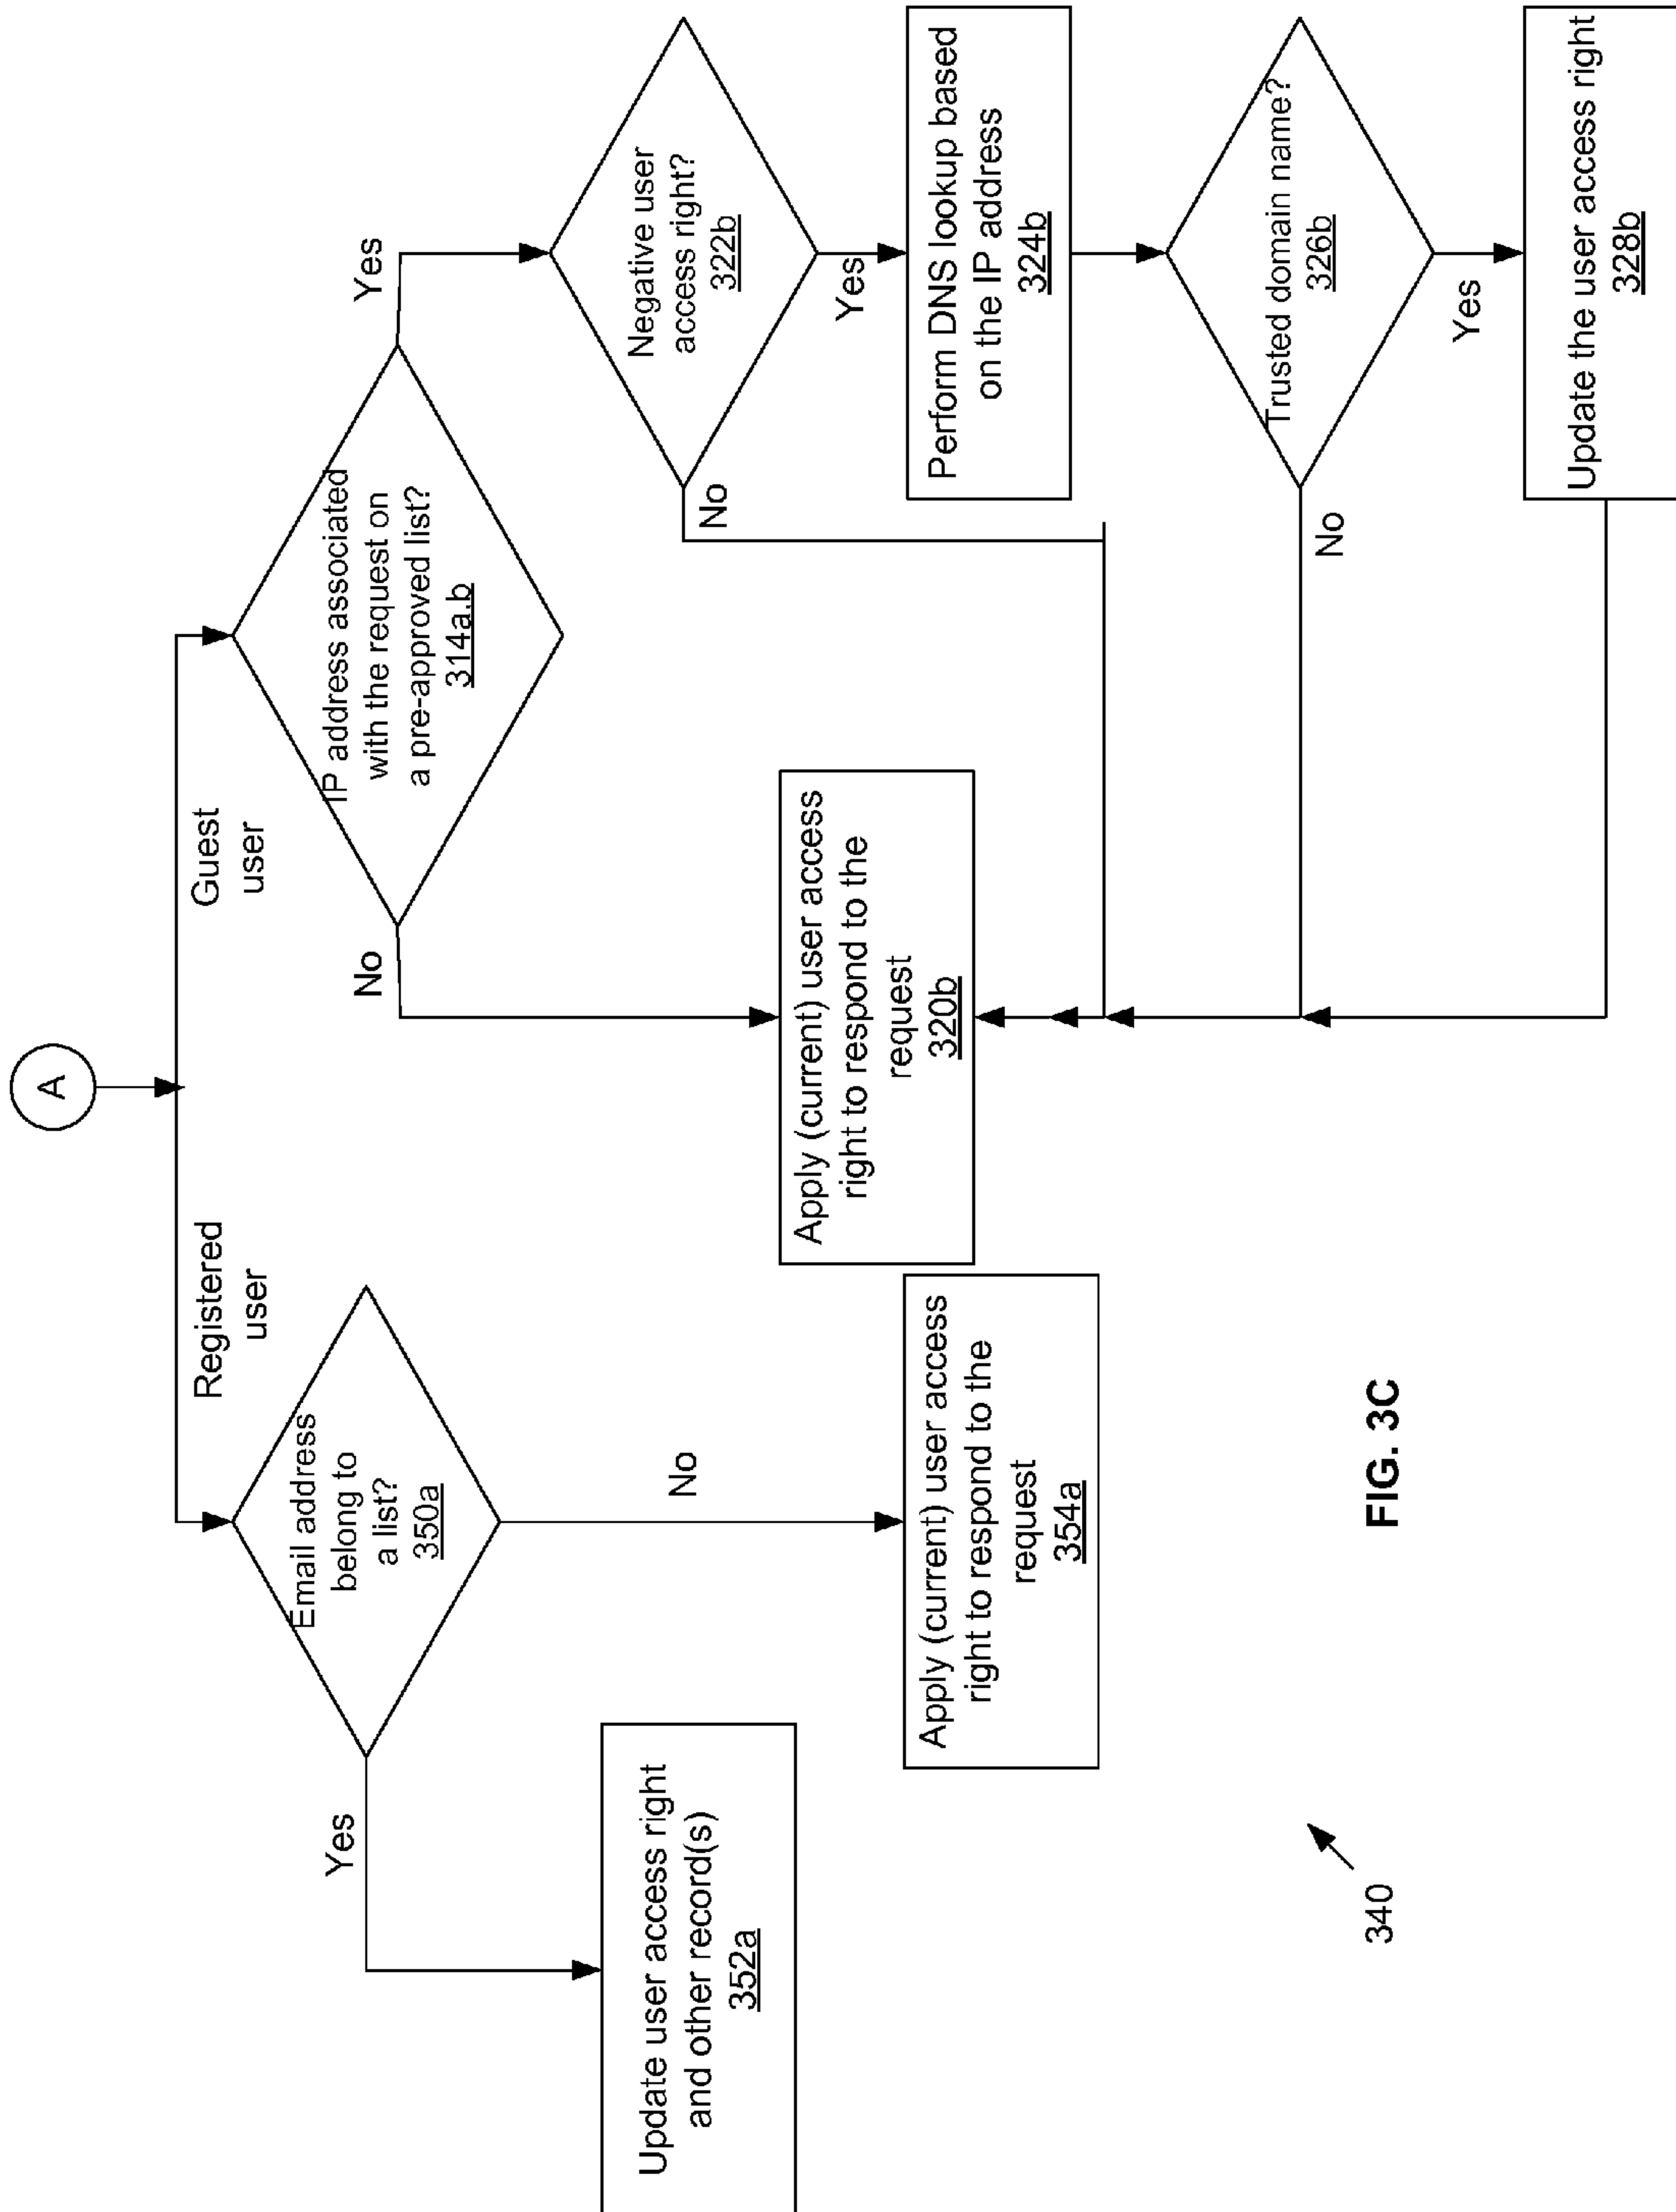 A
Registered
user
Guest
user
Email address
belong to
a list?
350a
Yes
No
Update user access right
and other record(s)
352a
Apply (current) user access
right to respond to the
request
354a
IP address associated
with the request on
a pre-approved list?
314a.b
No
Yes
Apply (current) user access
right to respond to the
request
320b
Negative user
access right?
322b
No
Yes
Perform DNS lookup based
on the IP address
324b
Trusted domain name?
326b
No
Yes
Update the user access right
328b
340
FIG. 3C